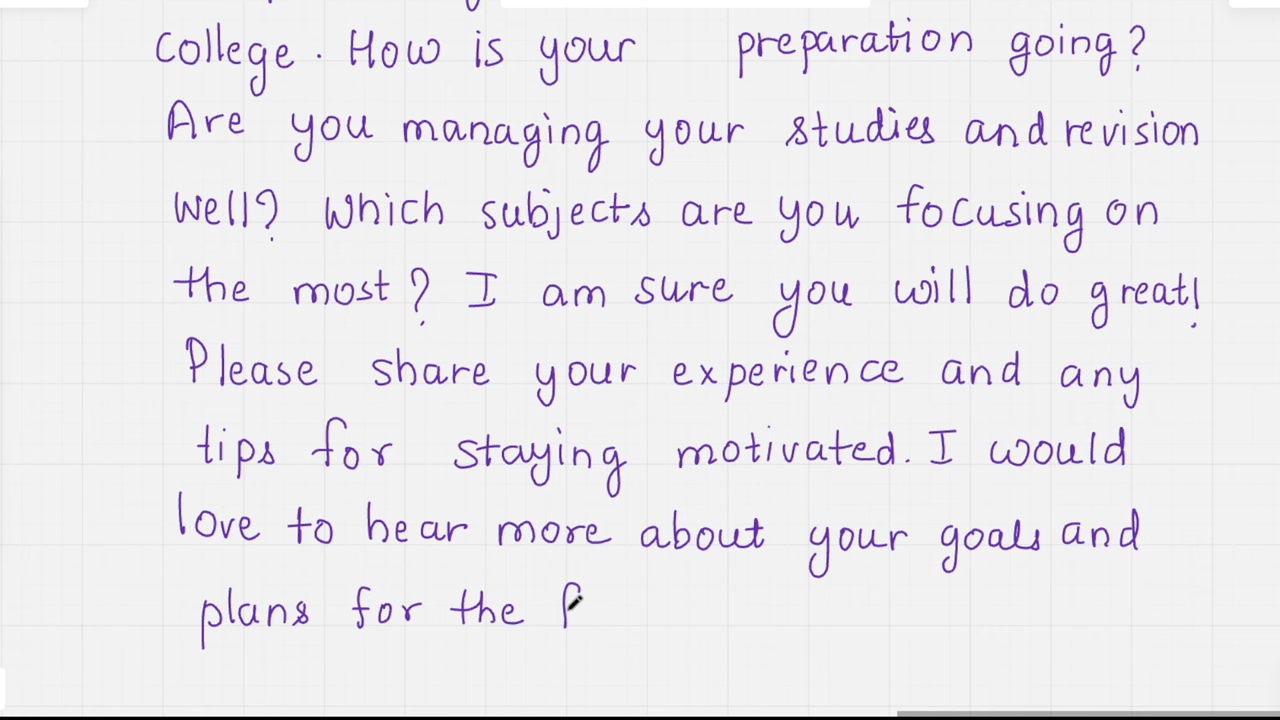 college. How is your preparation going?
Are you managing your studies and revision
well? Which subjects are you focusing on
the most? I am sure you will do great!
Please share your experience and any
tips for staying motivated. I would
love to hear more about your goals and
plans for the